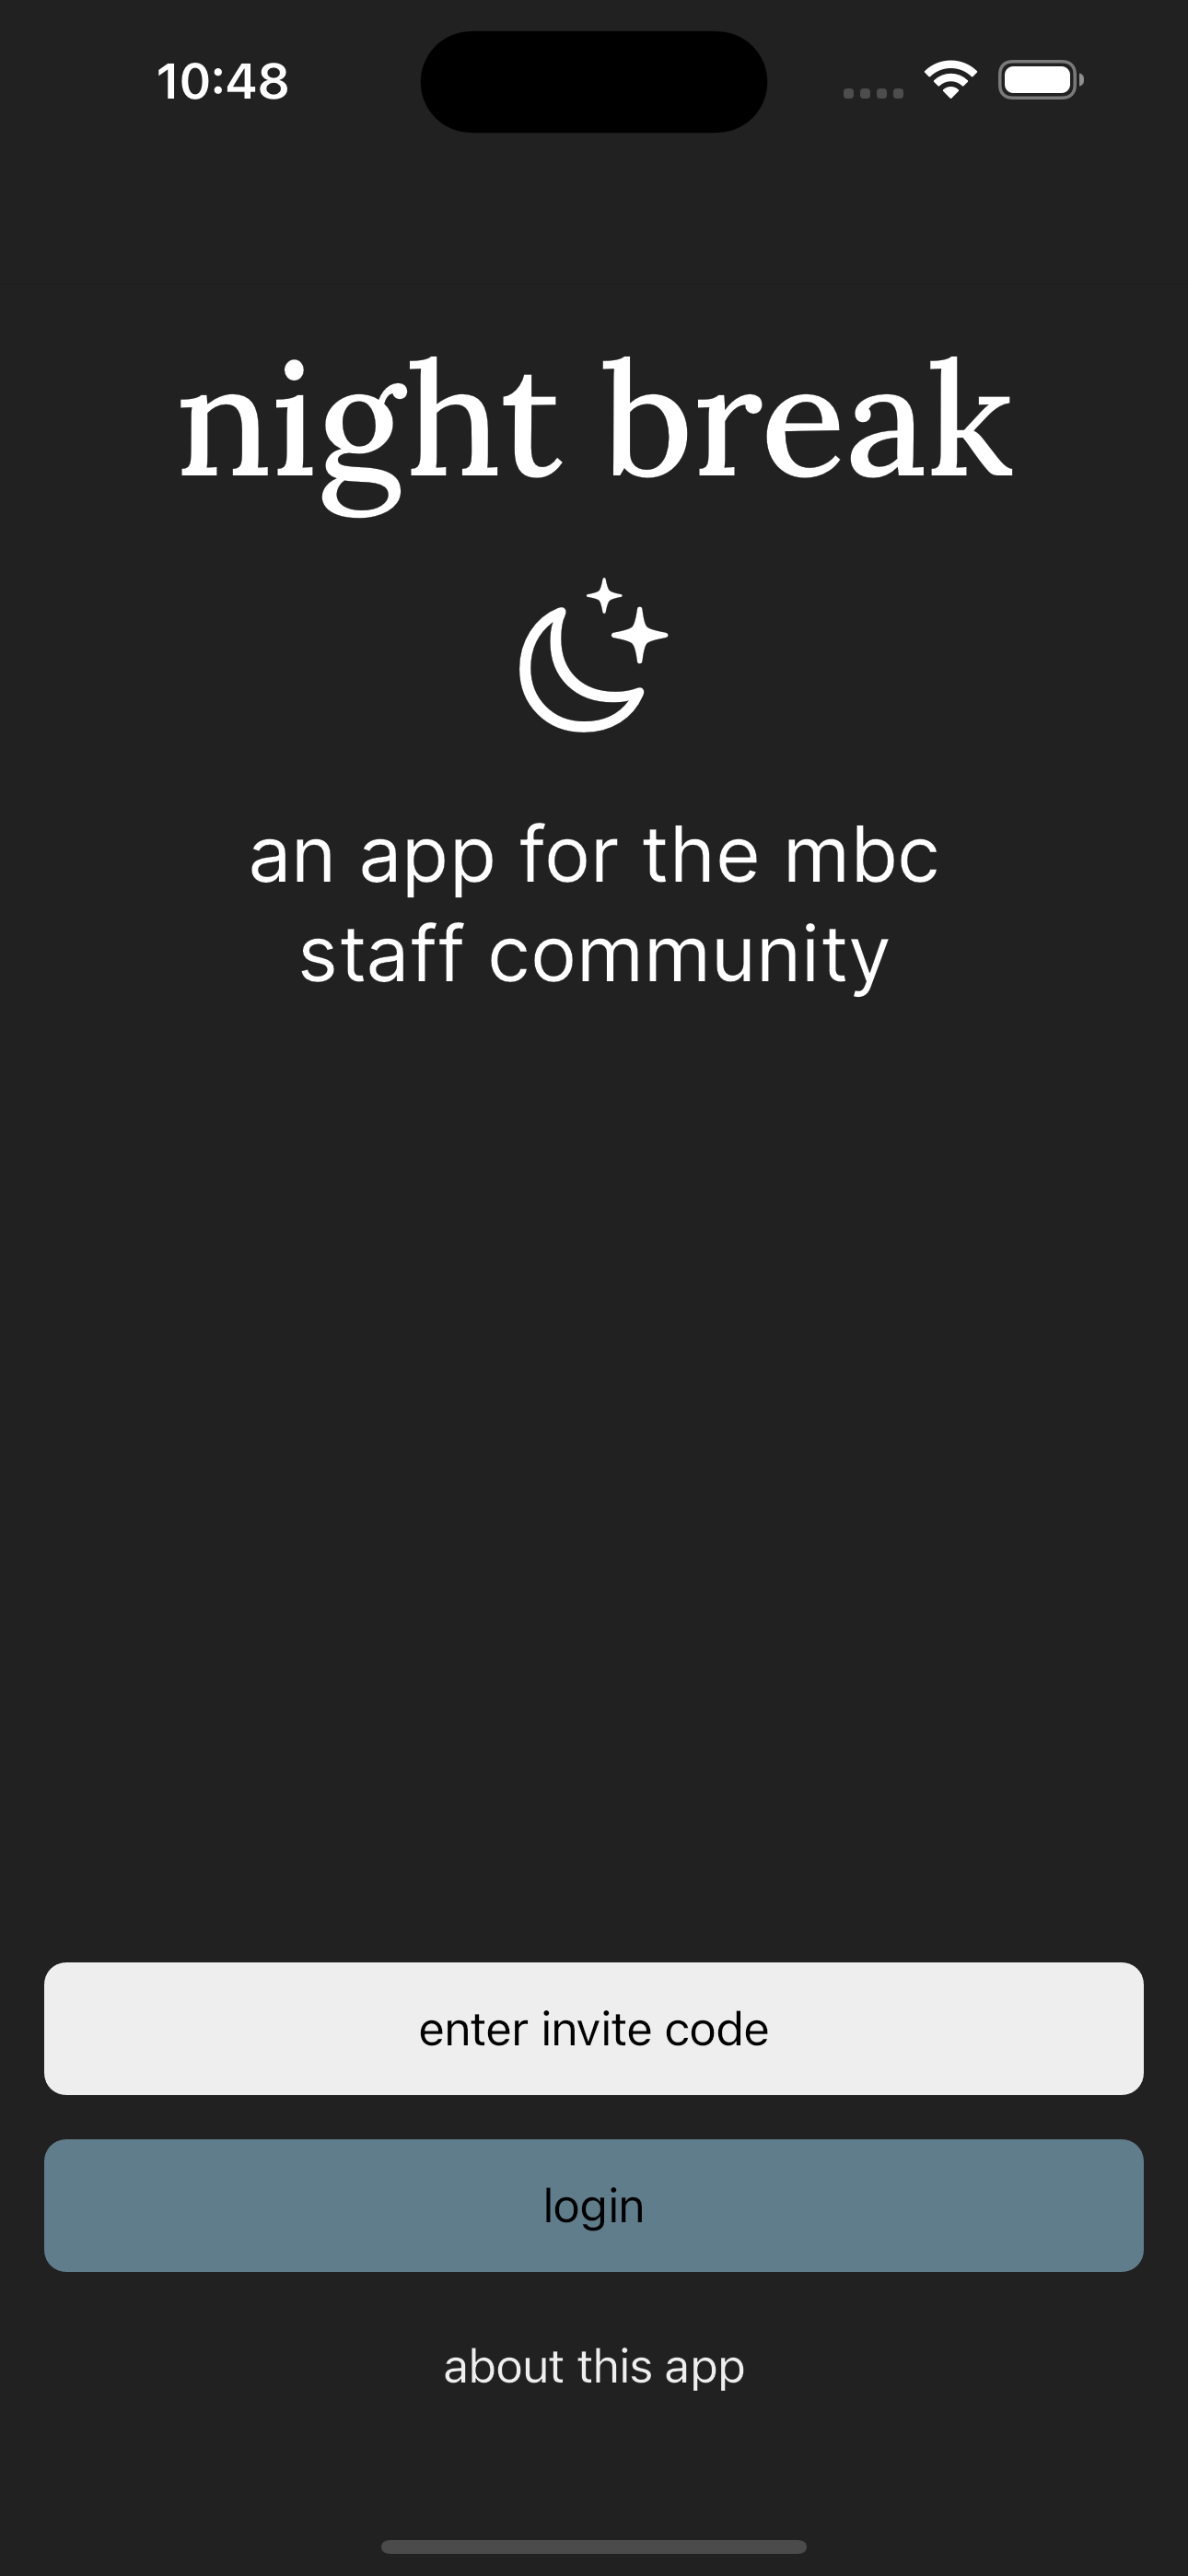 10:48
night break
an app for the mbc
staff community
enter invite code
login
about this app